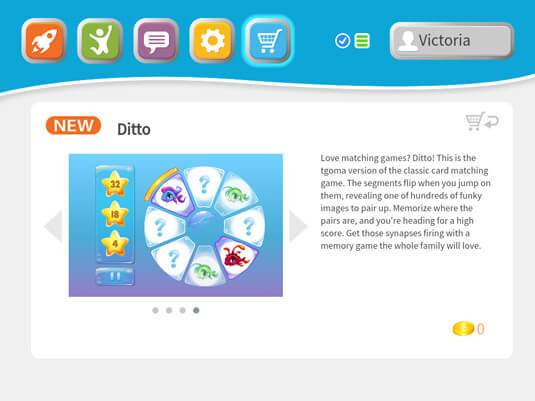 Victoria
NEW
Ditto
Love matching games? Ditto! This is the
tgoma version of the classic card matching
game. The segments flip when you jump on
them, revealing one of hundreds of funky
images to pair up. Memorize where the
pairs are, and you're heading for a high
score. Get those synapses firing with a
memory game the whole family will love.
32
18
4
?
?
?
?
0